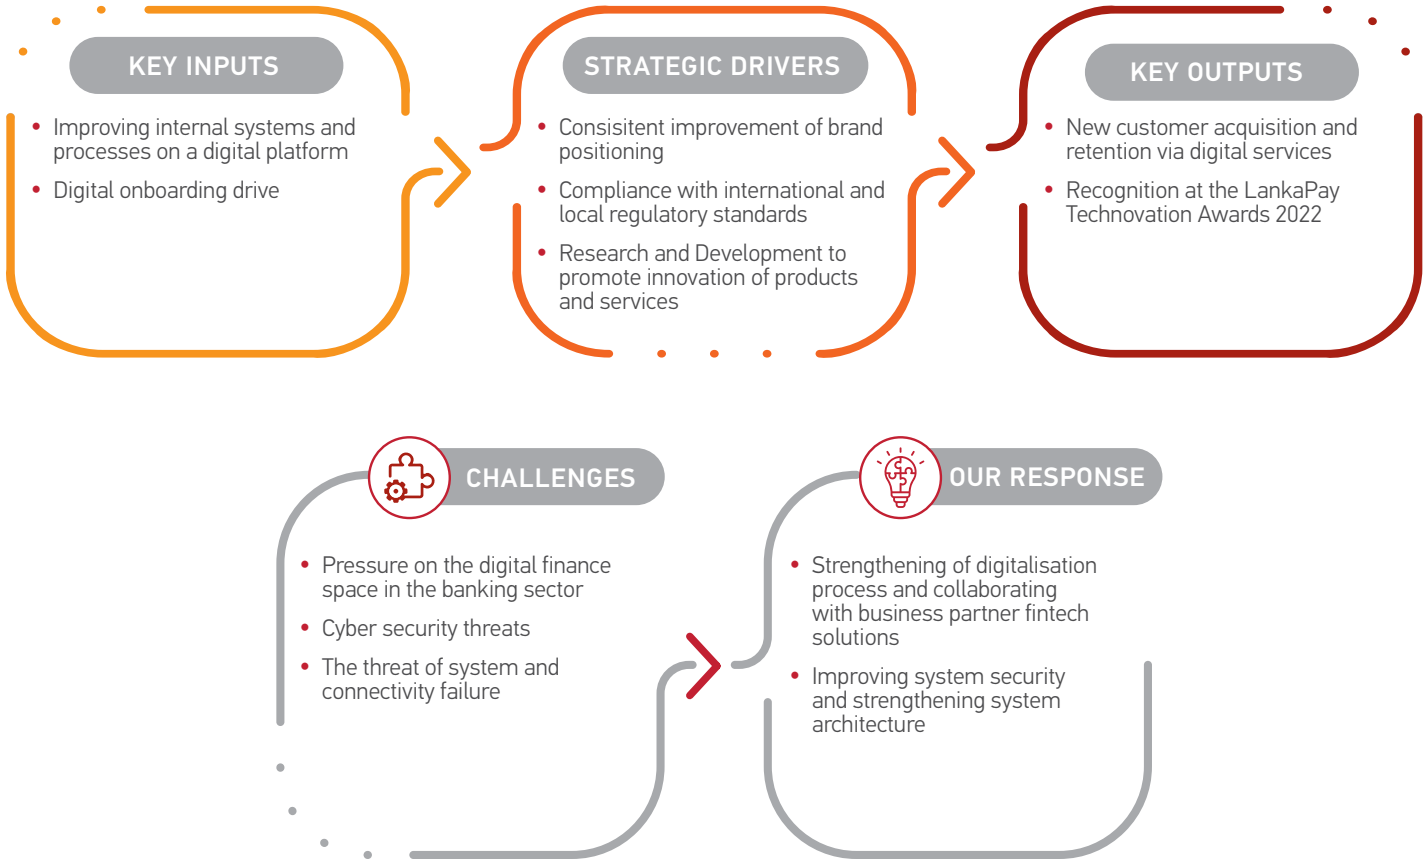 KEY INPUTS
• Improving internal systems and
processes on a digital platform
• Digital onboarding drive
STRATEGIC DRIVERS
• Consisitent improvement of brand
positioning
• Compliance with international and
local regulatory standards
• Research and Development to
promote innovation of products
and services
KEY OUTPUTS
• New customer acquisition and
retention via digital services
• Recognition at the LankaPay
Technovation Awards 2022
CHALLENGES
• Pressure on the digital finance
space in the banking sector
• Cyber security threats
• The threat of system and
connectivity failure
OUR RESPONSE
• Strengthening of digitalisation
process and collaborating
with business partner fintech
solutions
• Improving system security
and strengthening system
architecture